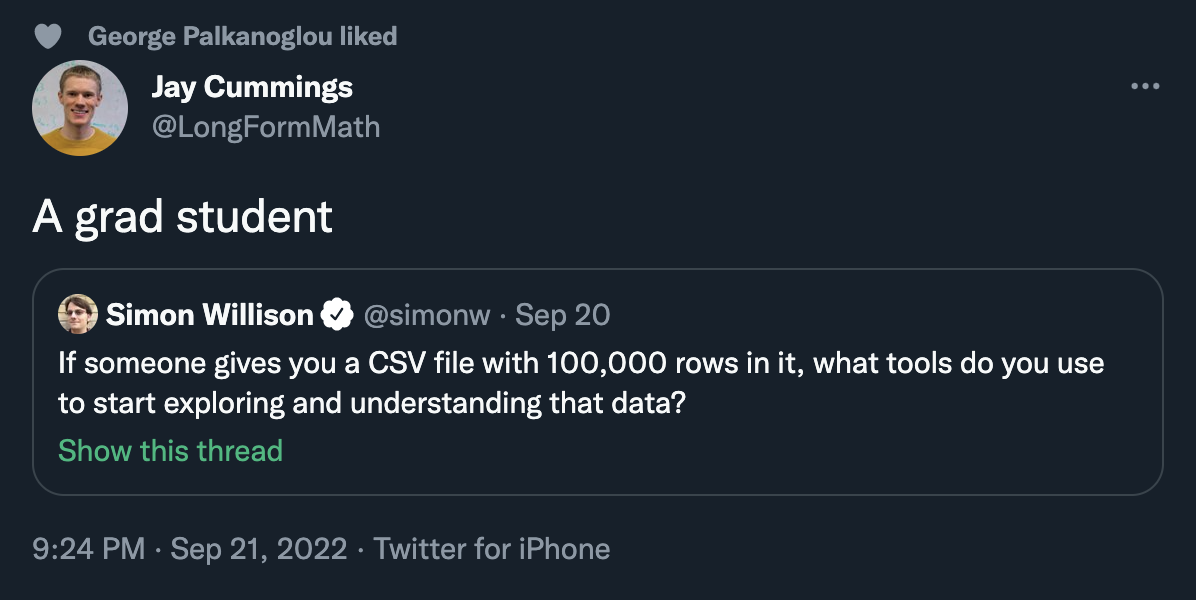 George Palkanoglou liked
Jay Cummings
@LongFormMath
A grad student
Simon Willison @simonw · Sep 20
If someone gives you a CSV file with 100,000 rows in it, what tools do you use
to start exploring and understanding that data?
Show this thread
9:24 PM · Sep 21, 2022 · Twitter for iPhone